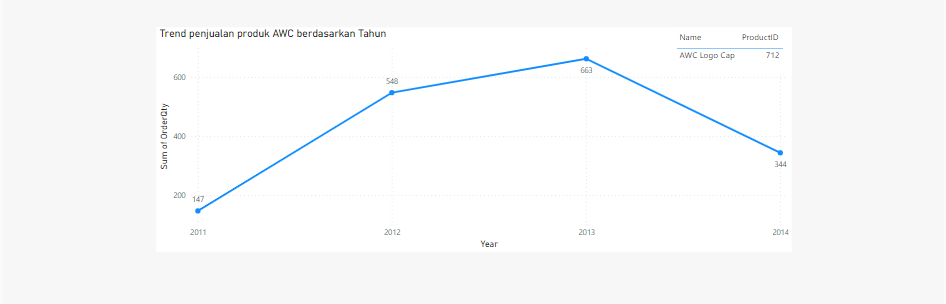 Trend penjualan produk AWC berdasarkan Tahun
Name ProductID
AWC Logo Cap 712
Sum of OrderQty
600
400
200
147
548
663
344
2011 2012 2013 2014
Year